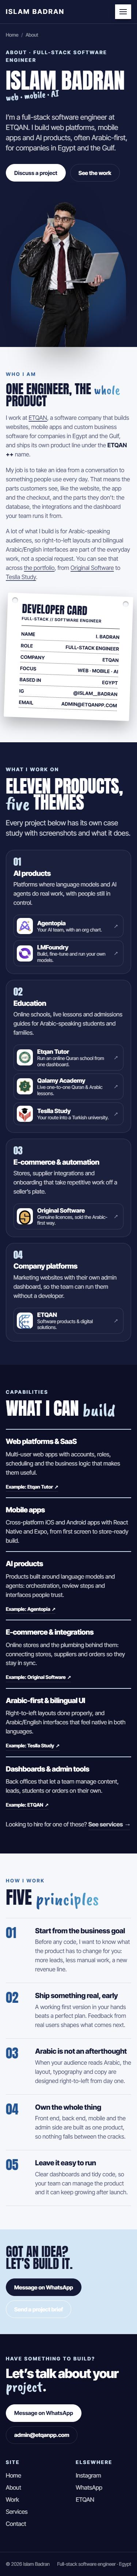 ISLAM BADRAN
Home / About
ABOUT · FULL-STACK SOFTWARE
ENGINEER
ISLAM BADRAN
web · mobile · AI
I'm a full-stack software engineer at
ETQAN. I build web platforms, mobile
apps and AI products, often Arabic-first,
for companies in Egypt and the Gulf.
Discuss a project
See the work
WHO I AM
ONE ENGINEER, THE whole
PRODUCT
I work at ETQAN, a software company that builds
websites, mobile apps and custom business
software for companies in Egypt and the Gulf,
and ships its own product line under the ETQAN
++ name.
My job is to take an idea from a conversation to
something people use every day. That means the
parts customers see, like the website, the app
and the checkout, and the parts they don't: the
database, the integrations and the dashboard
your team runs it from.
A lot of what I build is for Arabic-speaking
audiences, so right-to-left layouts and bilingual
Arabic/English interfaces are part of my everyday
work, not a special request. You can see that
across the portfolio, from Original Software to
Teslla Study.
DEVELOPER CARD
FULL-STACK // SOFTWARE ENGINEER
NAME I. BADRAN
ROLE FULL-STACK ENGINEER
COMPANY ETQAN
FOCUS WEB · MOBILE · AI
BASED IN EGYPT
IG @ISLAM__BADRAN
EMAIL ADMIN@ETQANPP.COM
WHAT I WORK ON
ELEVEN PRODUCTS,
five THEMES
Every project below has its own case
study with screenshots and what it does.
01
AI products
Platforms where language models and AI
agents do real work, with people still in
control.
Agentopia
Your AI team, with an org chart.
LMFoundry
Build, fine-tune and run your own
models.
02
Education
Online schools, live lessons and admissions
guides for Arabic-speaking students and
families.
Etqan Tutor
Run an online Quran school from
one dashboard.
Qalamy Academy
Live one-to-one Quran & Arabic
lessons.
Teslla Study
Your route into a Turkish university.
03
E-commerce & automation
Stores, supplier integrations and
onboarding that take repetitive work off a
seller's plate.
Original Software
Genuine licences, sold the Arabic-
first way.
04
Company platforms
Marketing websites with their own admin
dashboard, so the team can run them
without a developer.
ETQAN
Software products & digital
solutions.
CAPABILITIES
WHAT I CAN build
Web platforms & SaaS
Multi-user web apps with accounts, roles,
scheduling and the business logic that makes
them useful.
Example: Etqan Tutor ↗
Mobile apps
Cross-platform iOS and Android apps with React
Native and Expo, from first screen to store-ready
build.
AI products
Products built around language models and
agents: orchestration, review steps and
interfaces people trust.
Example: Agentopia ↗
E-commerce & integrations
Online stores and the plumbing behind them:
connecting stores, suppliers and orders so they
stay in sync.
Example: Original Software ↗
Arabic-first & bilingual UI
Right-to-left layouts done properly, and
Arabic/English interfaces that feel native in both
languages.
Example: Teslla Study ↗
Dashboards & admin tools
Back offices that let a team manage content,
leads, students or orders on their own.
Example: ETQAN ↗
Looking to hire for one of these? See services →
HOW I WORK
FIVE principles
01
Start from the business goal
Before any code, I want to know what
the product has to change for you:
more leads, less manual work, a new
revenue line.
02
Ship something real, early
A working first version in your hands
beats a perfect plan. Feedback from
real users shapes what comes next.
03
Arabic is not an afterthought
When your audience reads Arabic, the
layout, typography and copy are
designed right-to-left from day one.
04
Own the whole thing
Front end, back end, mobile and the
admin side are built as one product,
so nothing falls between the cracks.
05
Leave it easy to run
Clear dashboards and tidy code, so
your team can manage the product
and it can keep growing after launch.
GOT AN IDEA?
LET'S BUILD IT.
Message on WhatsApp
Send a project brief
HAVE SOMETHING TO BUILD?
Let's talk about your
project.
Message on WhatsApp
admin@etqanpp.com
SITE
Home
About
Work
Services
Contact
ELSEWHERE
Instagram
WhatsApp
ETQAN
© 2026 Islam Badran
Full-stack software engineer · Egypt